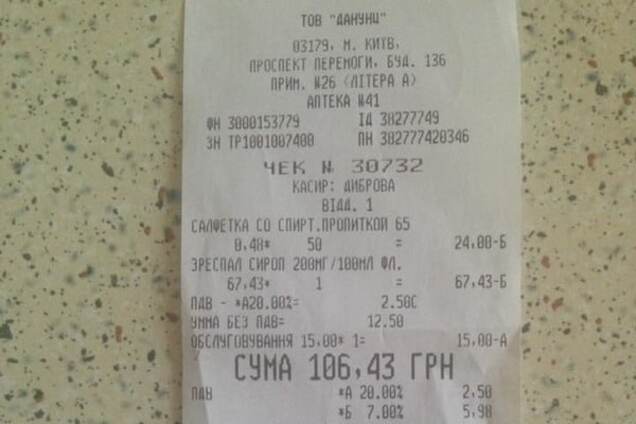 ТОВ "ДАНУНЦ"
03179, М. КИЇВ,
ПРОСПЕКТ ПЕРЕМОГИ, БУД. 136
ПРИМ. №26 (ЛІТЕРА А)
АПТЕКА №41
ФН 3000153779 ІД 38277749
ЗН ТР1001007400 ПН 382777420346
ЧЕК № 30732
КАСИР: ДИБРОВА
ВІДД. 1
САЛФЕТКА СО СПИРТ.ПРОПИТКОЙ 65
0,48* 50 = 24,00-Б
ЭРЕСПАЛ СИРОП 200МГ/100МЛ ФЛ.
67,43* 1 = 67,43-Б
ПДВ - *А20.00%= 2.50С
УММА БЕЗ ПДВ= 12.50
ОБСЛУГОВУВАННЯ 15,00* 1= 15,00-А
СУМА 106,43 ГРН
ПДВ *А 20.00% 2,50
*Б 7.00% 5,98